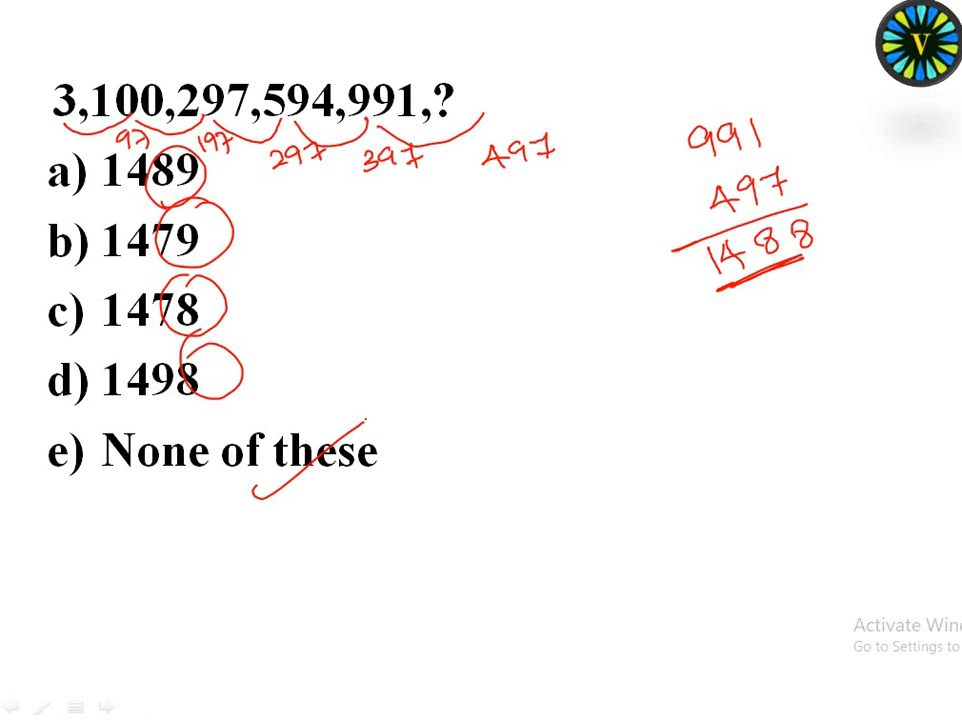 3,100,297,594,991,?
97 197 297 397 497
a) 1489
b) 1479
c) 1478
d) 1498
e) None of these
991
497
1488
V
Activate Win
Go to Settings to